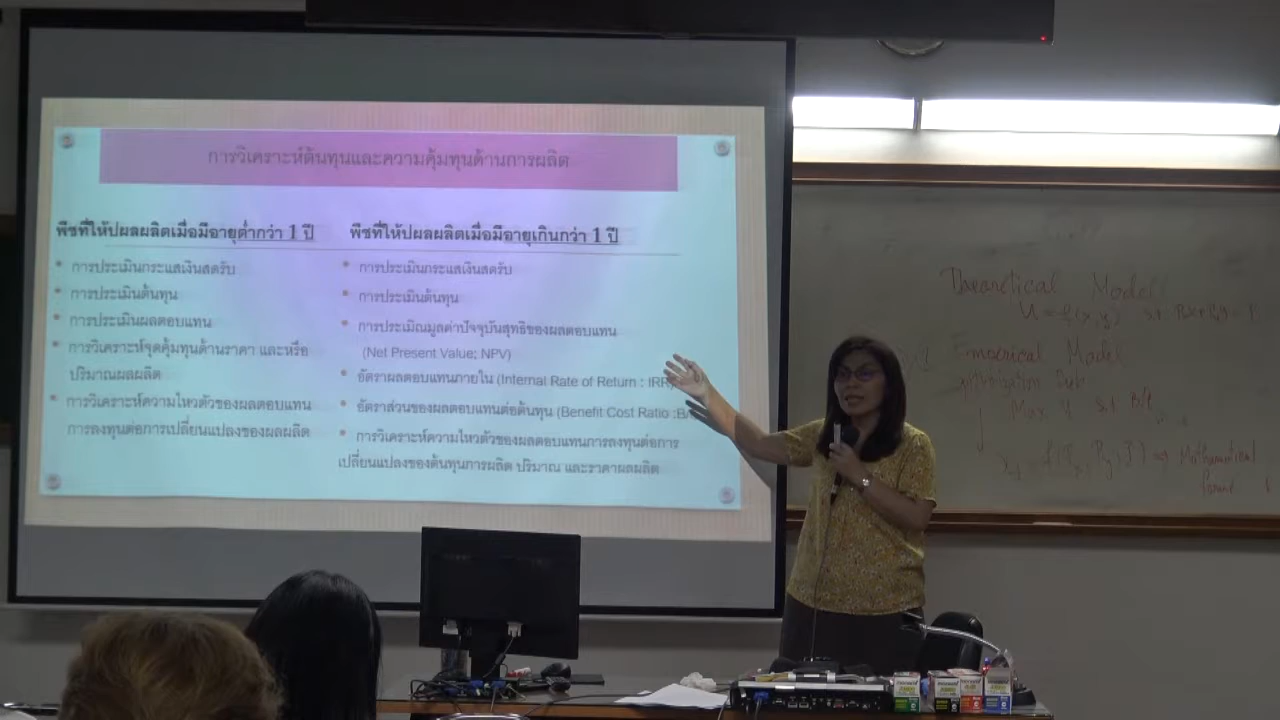 การวิเคราะห์ต้นทุนและความคุ้มทุนด้านการผลิต
พืชที่ให้ปผลผลิตเมื่อมีอายุต่ำกว่า 1 ปี
• การประเมินกระแสเงินสดรับ
• การประเมินต้นทุน
• การประเมินผลตอบแทน
• การวิเคราะห์จุดคุ้มทุนด้านราคา และหรือ
ปริมาณผลผลิต
• การวิเคราะห์ความไหวตัวของผลตอบแทน
การลงทุนต่อการเปลี่ยนแปลงของผลผลิต
พืชที่ให้ปผลผลิตเมื่อมีอายุเกินกว่า 1 ปี
• การประเมินกระแสเงินสดรับ
• การประเมินต้นทุน
• การประเมิณมูลค่าปัจจุบันสุทธิของผลตอบแทน
(Net Present Value; NPV)
• อัตราผลตอบแทนภายใน (Internal Rate of Return : IRR)
• อัตราส่วนของผลตอบแทนต่อต้นทุน (Benefit Cost Ratio :B/
• การวิเคราะห์ความไหวตัวของผลตอบแทนการลงทุนต่อการ
เปลี่ยนแปลงของต้นทุนการผลิต ปริมาณ และราคาผลผลิต
Theoretical Modell
U = f(x,y) s.t.
Emperical Model
Max. Y s.t.
Mathematical